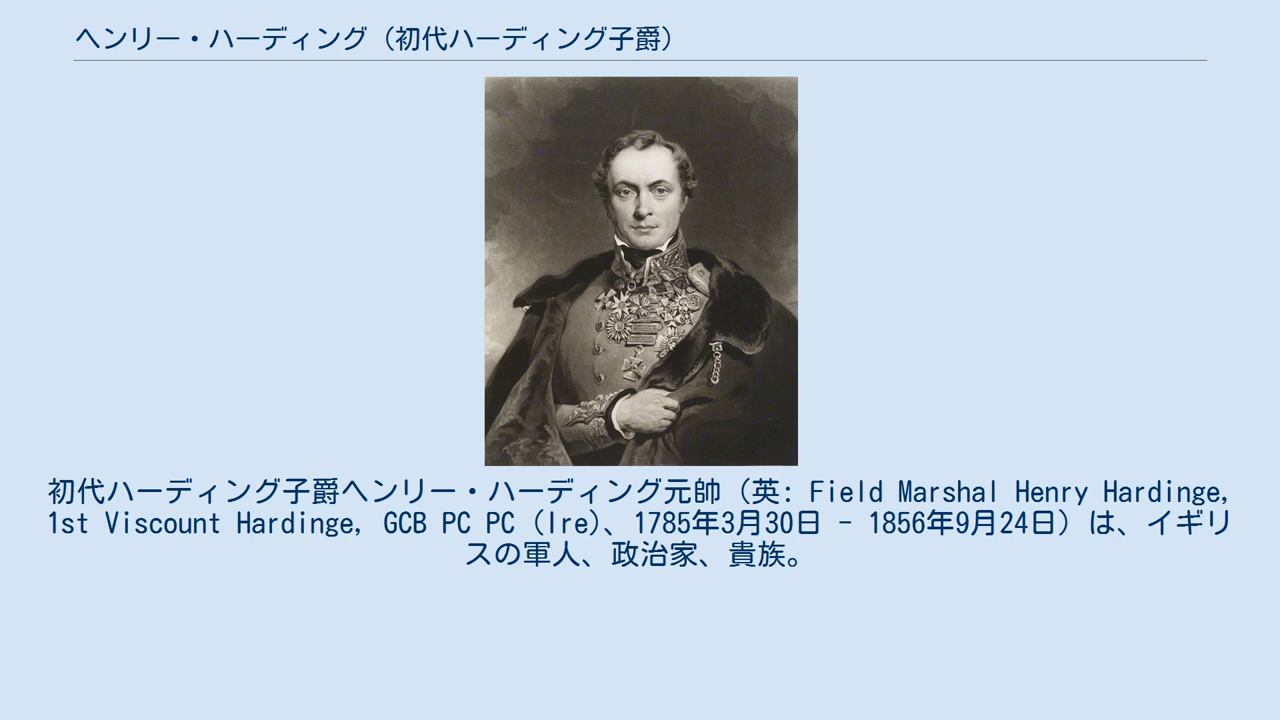 ヘンリー・ハーディング（初代ハーディング子爵）
初代ハーディング子爵ヘンリー・ハーディング元帥（英: Field Marshal Henry Hardinge,
1st Viscount Hardinge, GCB PC PC (Ire)、1785年3月30日 - 1856年9月24日）は、イギリ
スの軍人、政治家、貴族。